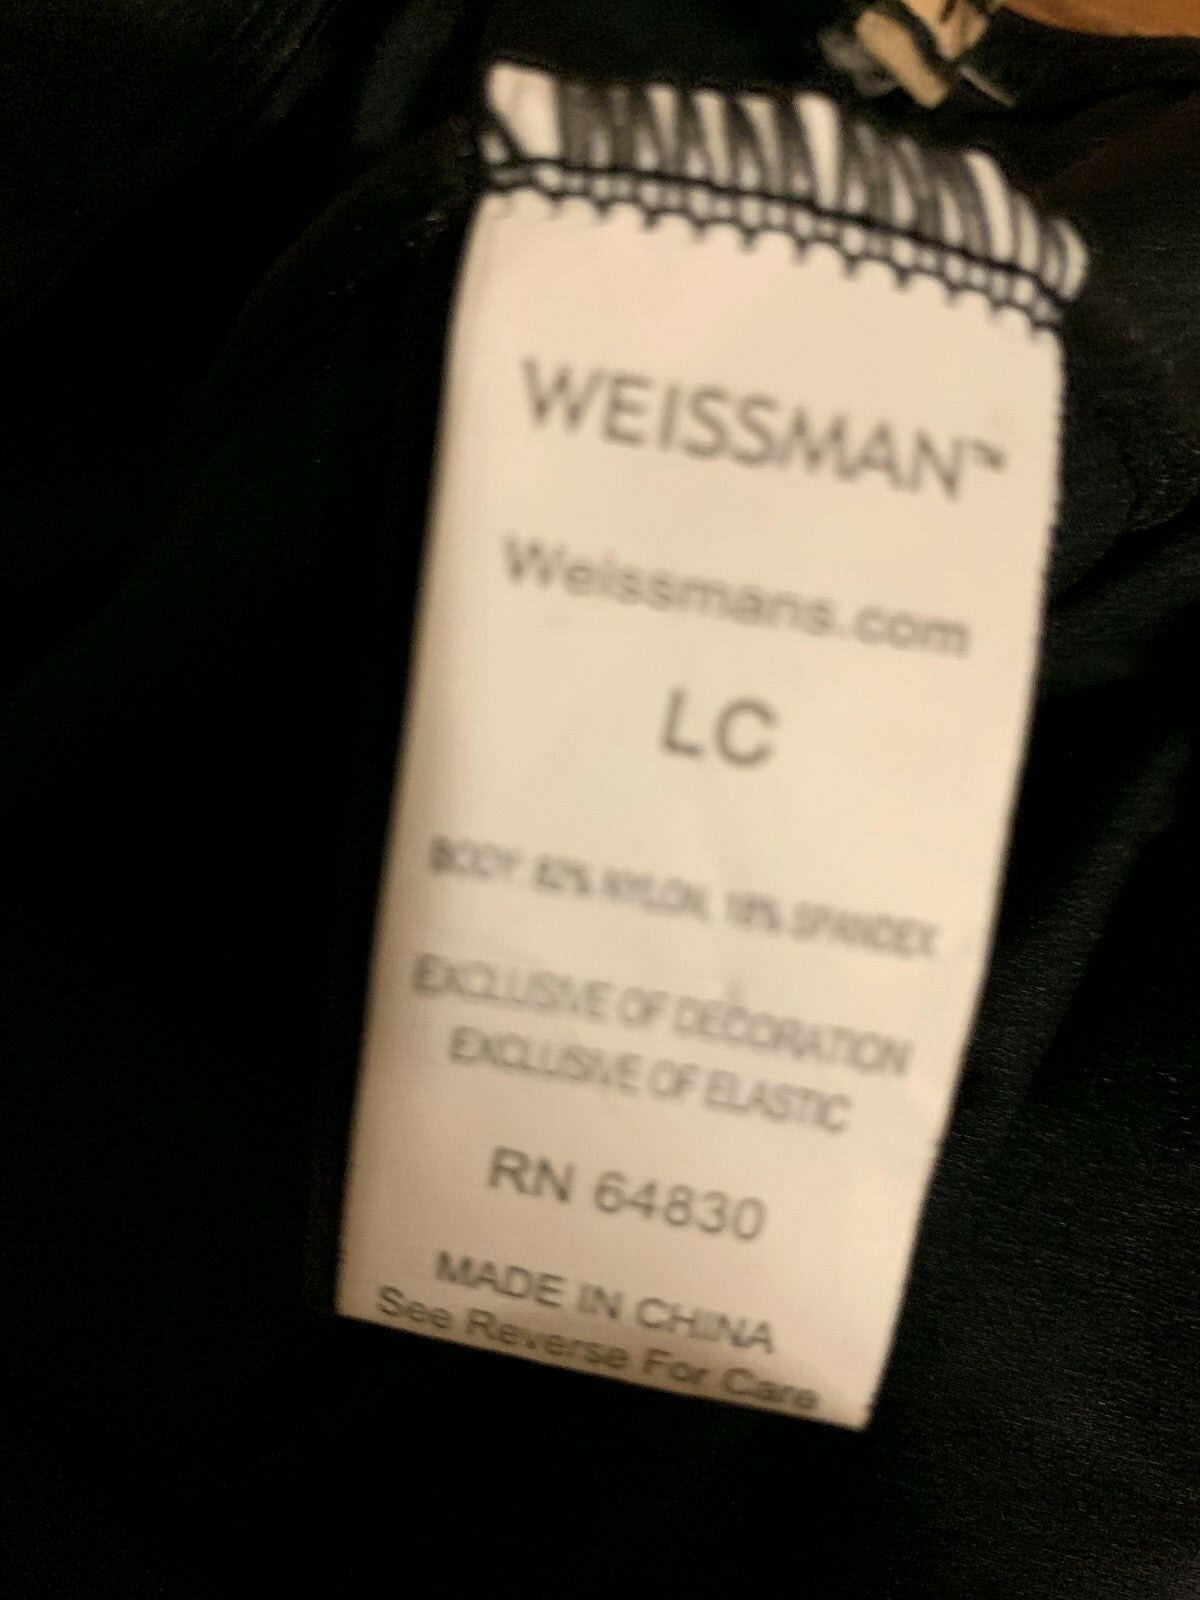 WEISSMAN™
Weissmans.com
LC
BODY: 82% NYLON, 18% SPANDEX
EXCLUSIVE OF DECORATION
EXCLUSIVE OF ELASTIC
RN 64830
MADE IN CHINA
See Reverse For Care